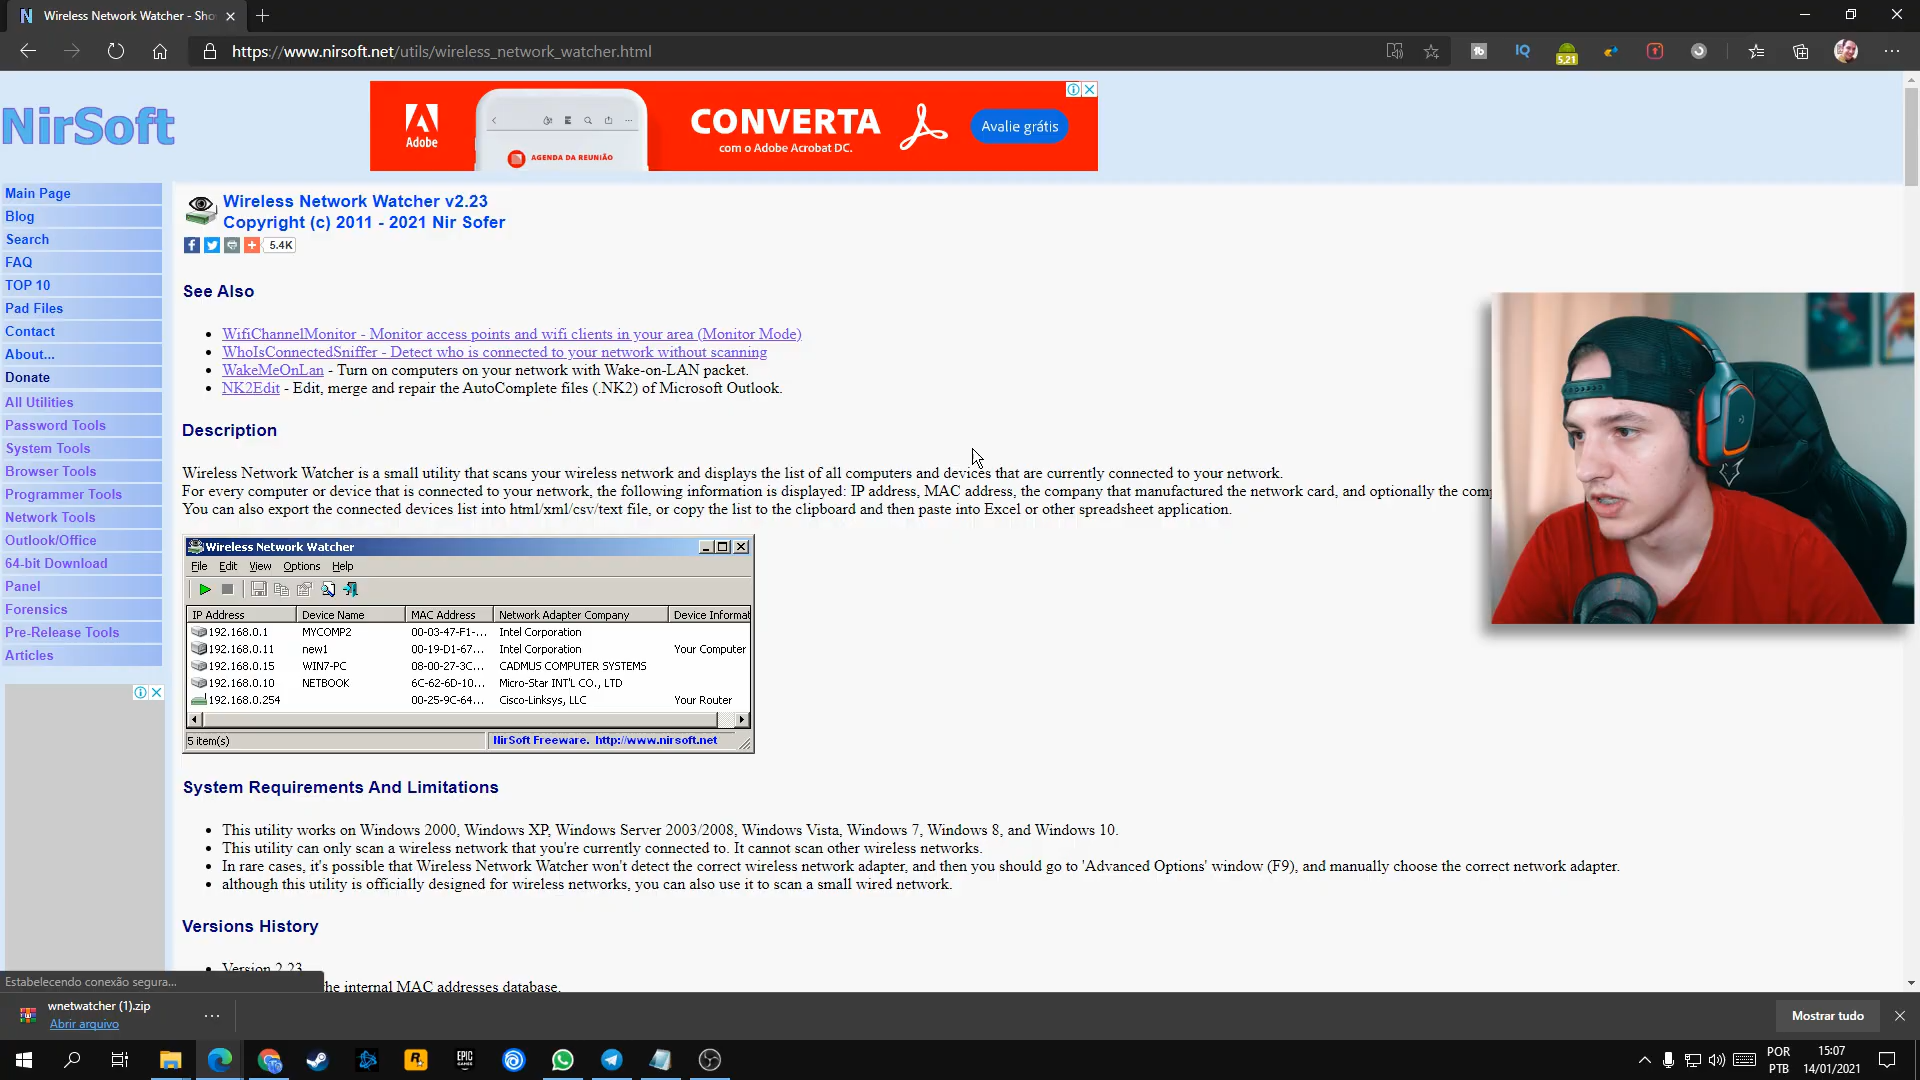 Wireless Network Watcher - Sho
https://www.nirsoft.net/utils/wireless_network_watcher.html
5,21
NirSoft
Adobe
AGENDA DA REUNIÃO
CONVERTA
com o Adobe Acrobat DC.
Avalie grátis
Main Page
Blog
Search
FAQ
TOP 10
Pad Files
Contact
About...
Donate
All Utilities
Password Tools
System Tools
Browser Tools
Programmer Tools
Network Tools
Outlook/Office
64-bit Download
Panel
Forensics
Pre-Release Tools
Articles
Wireless Network Watcher v2.23
Copyright (c) 2011 - 2021 Nir Sofer
5.4K
See Also
WifiChannelMonitor - Monitor access points and wifi clients in your area (Monitor Mode)
WhoIsConnectedSniffer - Detect who is connected to your network without scanning
WakeMeOnLan - Turn on computers on your network with Wake-on-LAN packet.
NK2Edit - Edit, merge and repair the AutoComplete files (.NK2) of Microsoft Outlook.
Description
Wireless Network Watcher is a small utility that scans your wireless network and displays the list of all computers and devices that are currently connected to your network.
For every computer or device that is connected to your network, the following information is displayed: IP address, MAC address, the company that manufactured the network card, and optionally the com
You can also export the connected devices list into html/xml/csv/text file, or copy the list to the clipboard and then paste into Excel or other spreadsheet application.
Wireless Network Watcher
File Edit View Options Help
IP Address Device Name MAC Address Network Adapter Company Device Informat
192.168.0.1 MYCOMP2 00-03-47-F1-... Intel Corporation
192.168.0.11 new1 00-19-D1-67... Intel Corporation Your Computer
192.168.0.15 WIN7-PC 08-00-27-3C... CADMUS COMPUTER SYSTEMS
192.168.0.10 NETBOOK 6C-62-6D-10... Micro-Star INT'L CO., LTD
192.168.0.254 00-25-9C-64... Cisco-Linksys, LLC Your Router
5 item(s) NirSoft Freeware. http://www.nirsoft.net
System Requirements And Limitations
This utility works on Windows 2000, Windows XP, Windows Server 2003/2008, Windows Vista, Windows 7, Windows 8, and Windows 10.
This utility can only scan a wireless network that you're currently connected to. It cannot scan other wireless networks.
In rare cases, it's possible that Wireless Network Watcher won't detect the correct wireless network adapter, and then you should go to 'Advanced Options' window (F9), and manually choose the correct network adapter.
although this utility is officially designed for wireless networks, you can also use it to scan a small wired network.
Versions History
Version 2.23
he internal MAC addresses database.
Estabelecendo conexão segura...
wnetwatcher (1).zip
Abrir arquivo
Mostrar tudo
EPIC GAMES
POR
PTB
15:07
14/01/2021